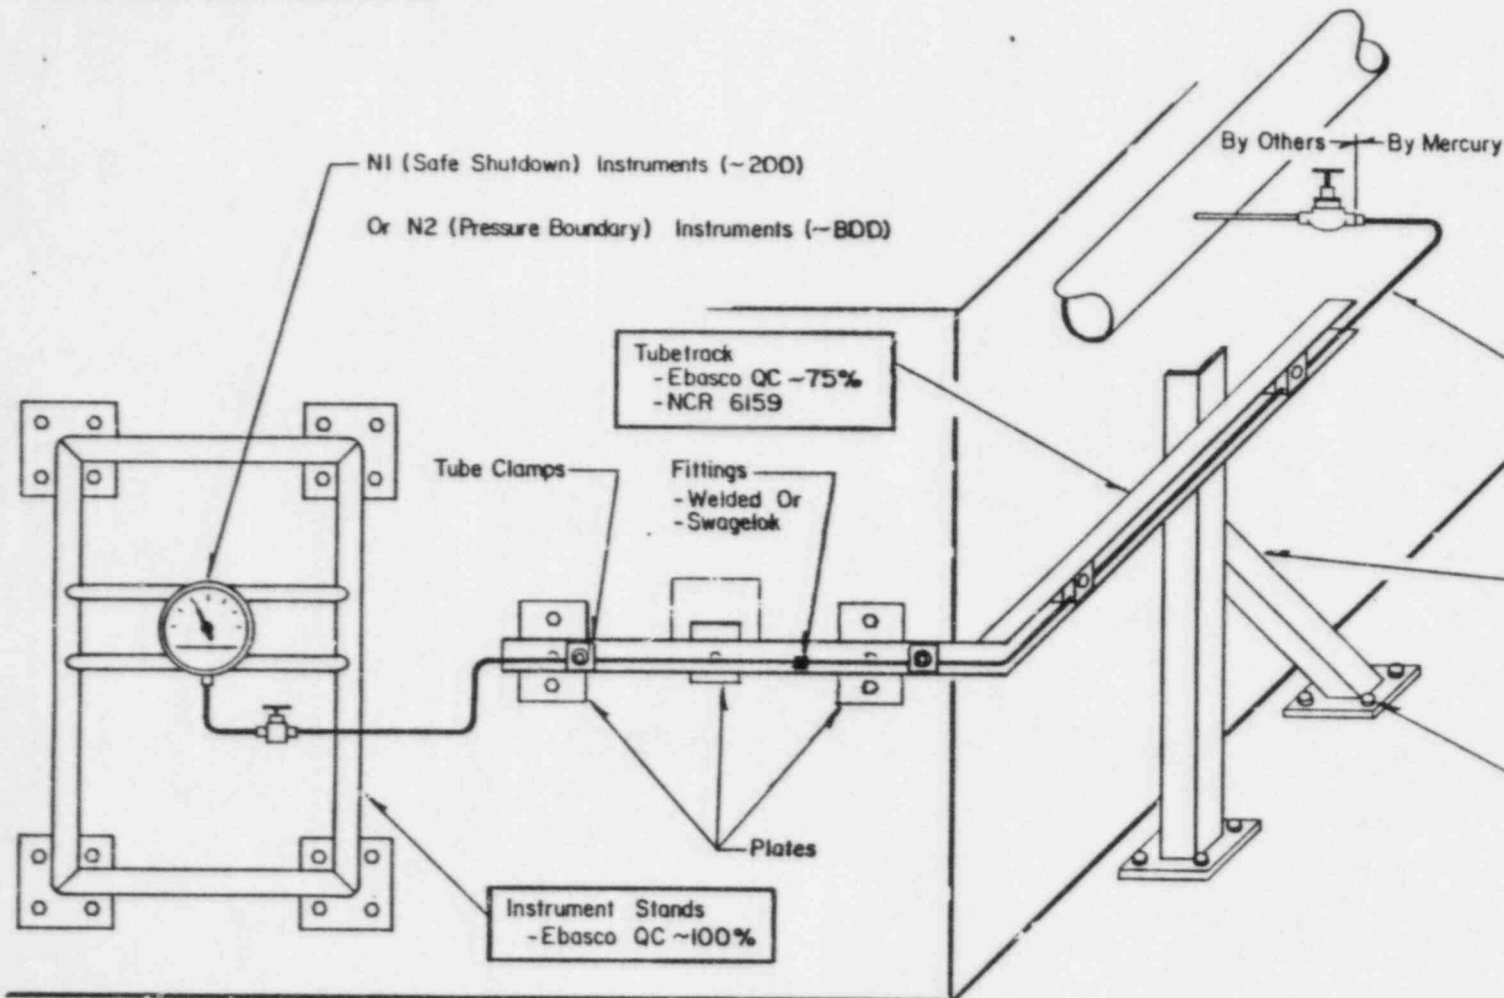 N1 (Safe Shutdown) Instruments (~200)
Or N2 (Pressure Boundary) Instruments (~800)
By Others
By Mercury
Tubetrack
- Ebasco QC ~75%
- NCR 6159
Tube Clamps
Fittings
- Welded Or
- Swagelok
Plates
Instrument Stands
- Ebasco QC ~100%